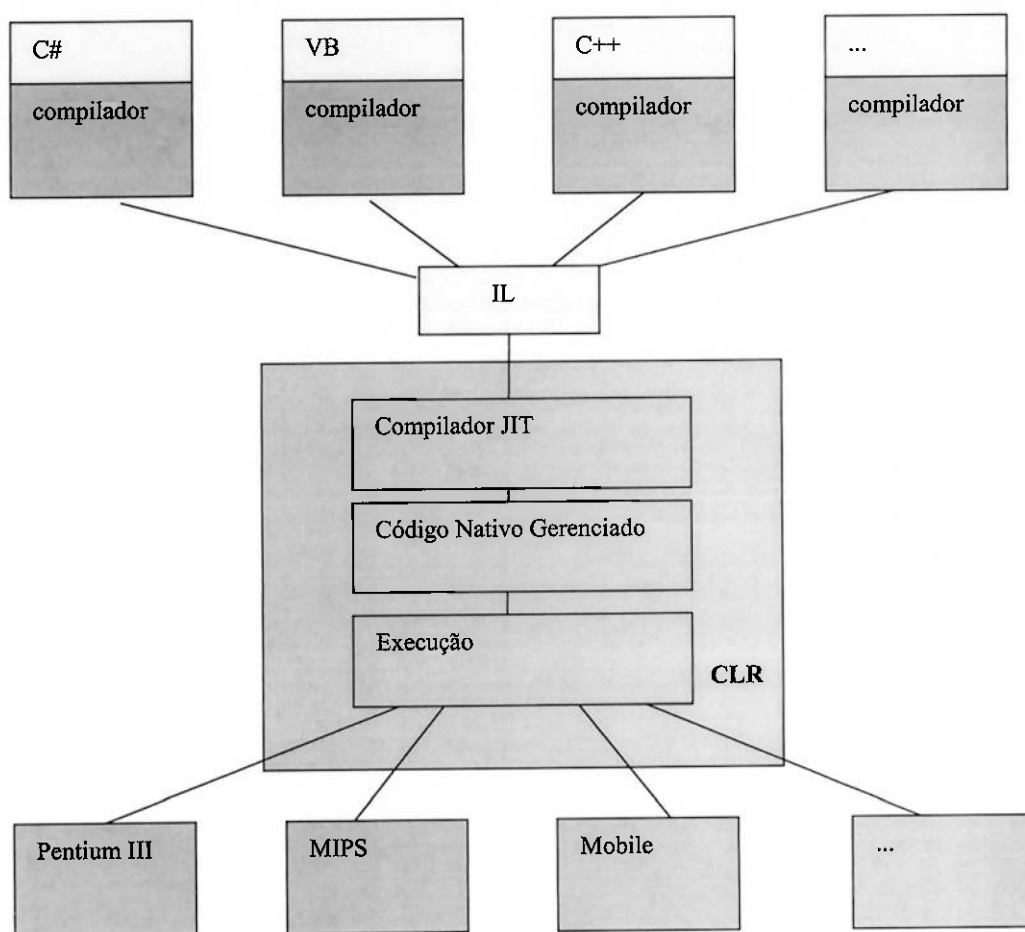 C#
VB
C++
...
compilador
compilador
compilador
compilador
IL
Compilador JIT
Código Nativo Gerenciado
Execução
CLR
Pentium III
MIPS
Mobile
...